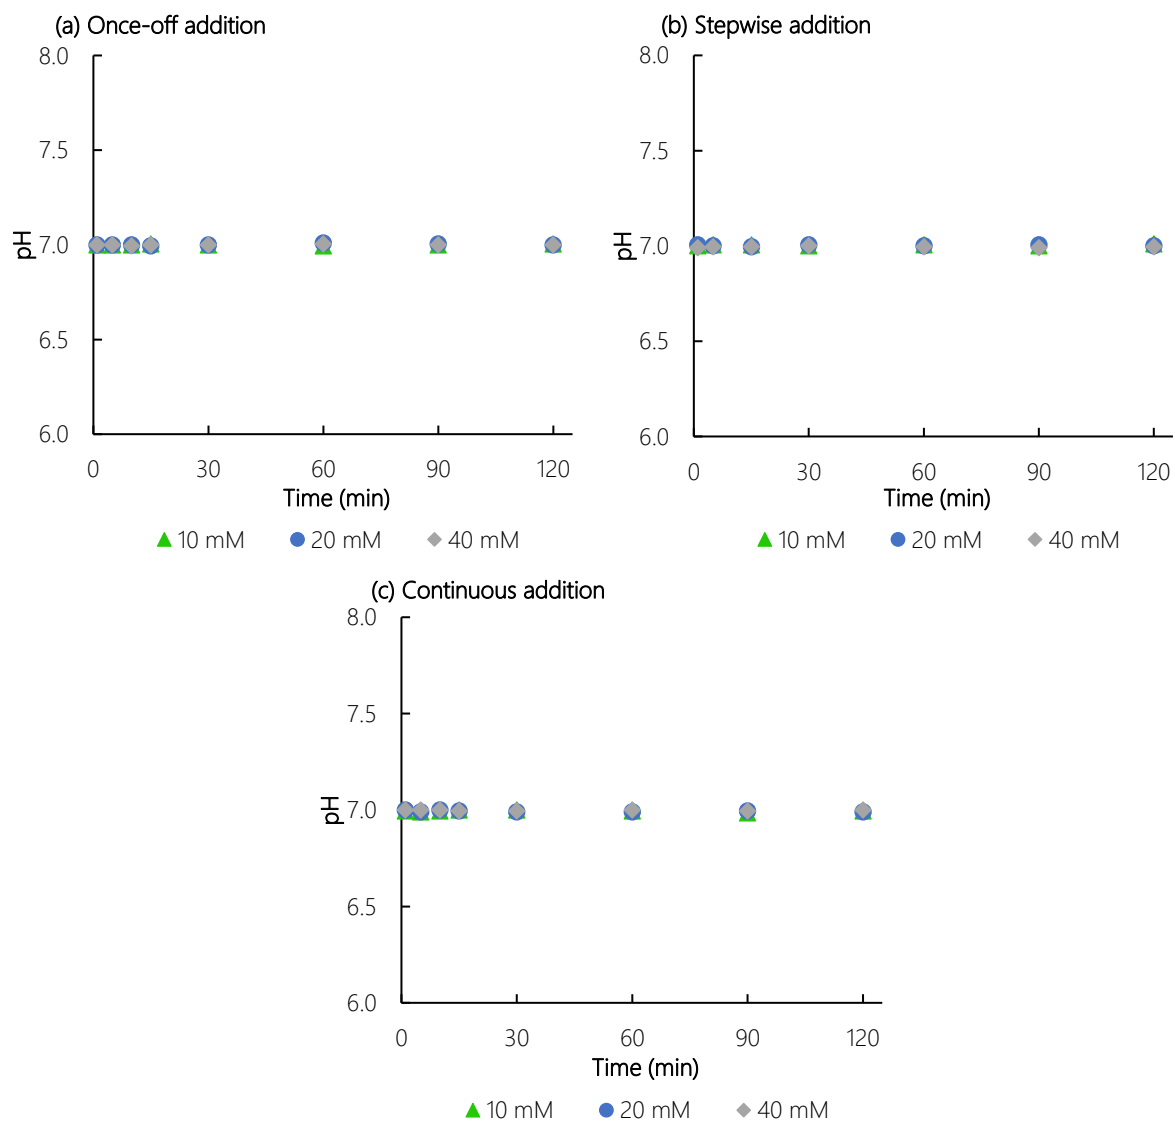 (a) Once-off addition
8.0
7.5
7.0
6.5
6.0
pH
0 30 60 90 120
Time (min)
10 mM 20 mM 40 mM
(b) Stepwise addition
8.0
7.5
7.0
6.5
6.0
pH
0 30 60 90 120
Time (min)
10 mM 20 mM 40 mM
(c) Continuous addition
8.0
7.5
7.0
6.5
6.0
pH
0 30 60 90 120
Time (min)
10 mM 20 mM 40 mM